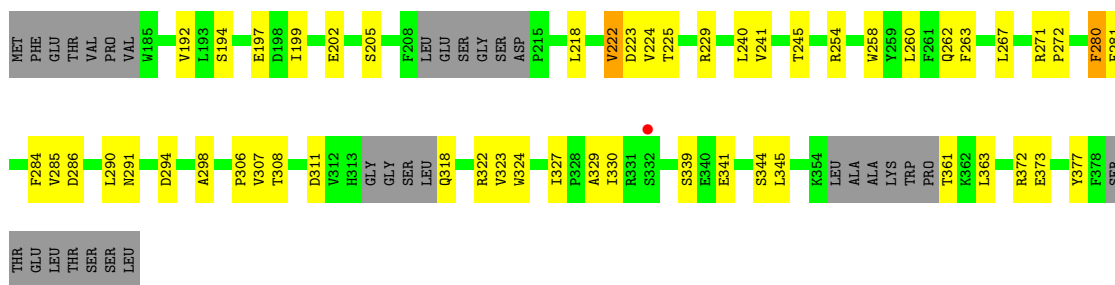 MET PHE GLU THR VAL PRO VAL W185 V192 L193 S194 E197 D198 I199 E202 S205 F208 LEU GLU SER GLY SER ASP P215 L218 V222 D223 V224 T225 R229 L240 V241 T245 R254 W258 Y259 L260 F261 Q262 F263 L267 R271 P272 F280
F284 V285 D286 L290 N291 D294 A298 P306 V307 T308 D311 V312 H313 GLY GLY SER LEU Q318 R322 V323 W324 I327 P328 A329 I330 R331 S332 S339 E340 E341 S344 L345 K354 LEU ALA ALA LYS TRP PRO T361 K362 L363 R372 E373 Y377 F378 SER
THR GLU LEU THR SER SER LEU